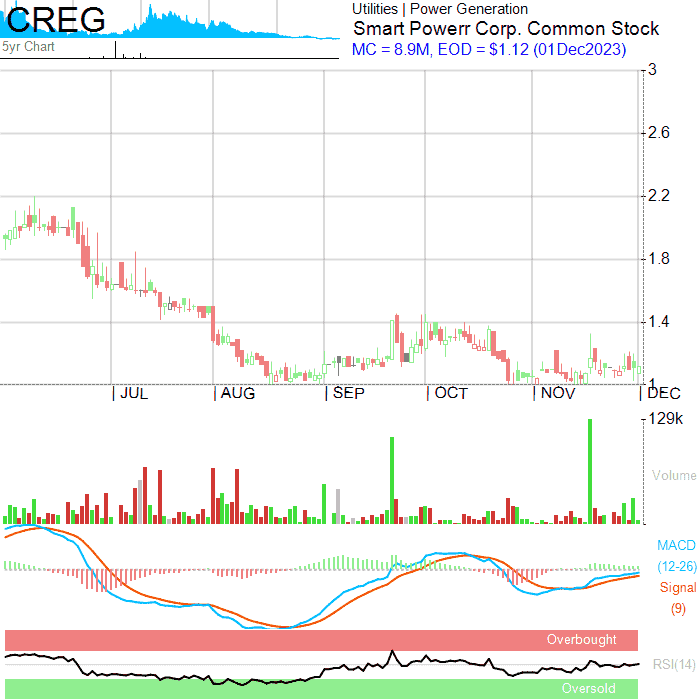 CREG
5yr Chart
Utilities | Power Generation
Smart Powerr Corp. Common Stock
MC = 8.9M, EOD = $1.12 (01Dec2023)
3
2.6
2.2
1.8
1.4
1
JUL AUG SEP OCT NOV DEC
129k
Volume
MACD
(12-26)
Signal
(9)
Overbought
RSI(14)
Oversold